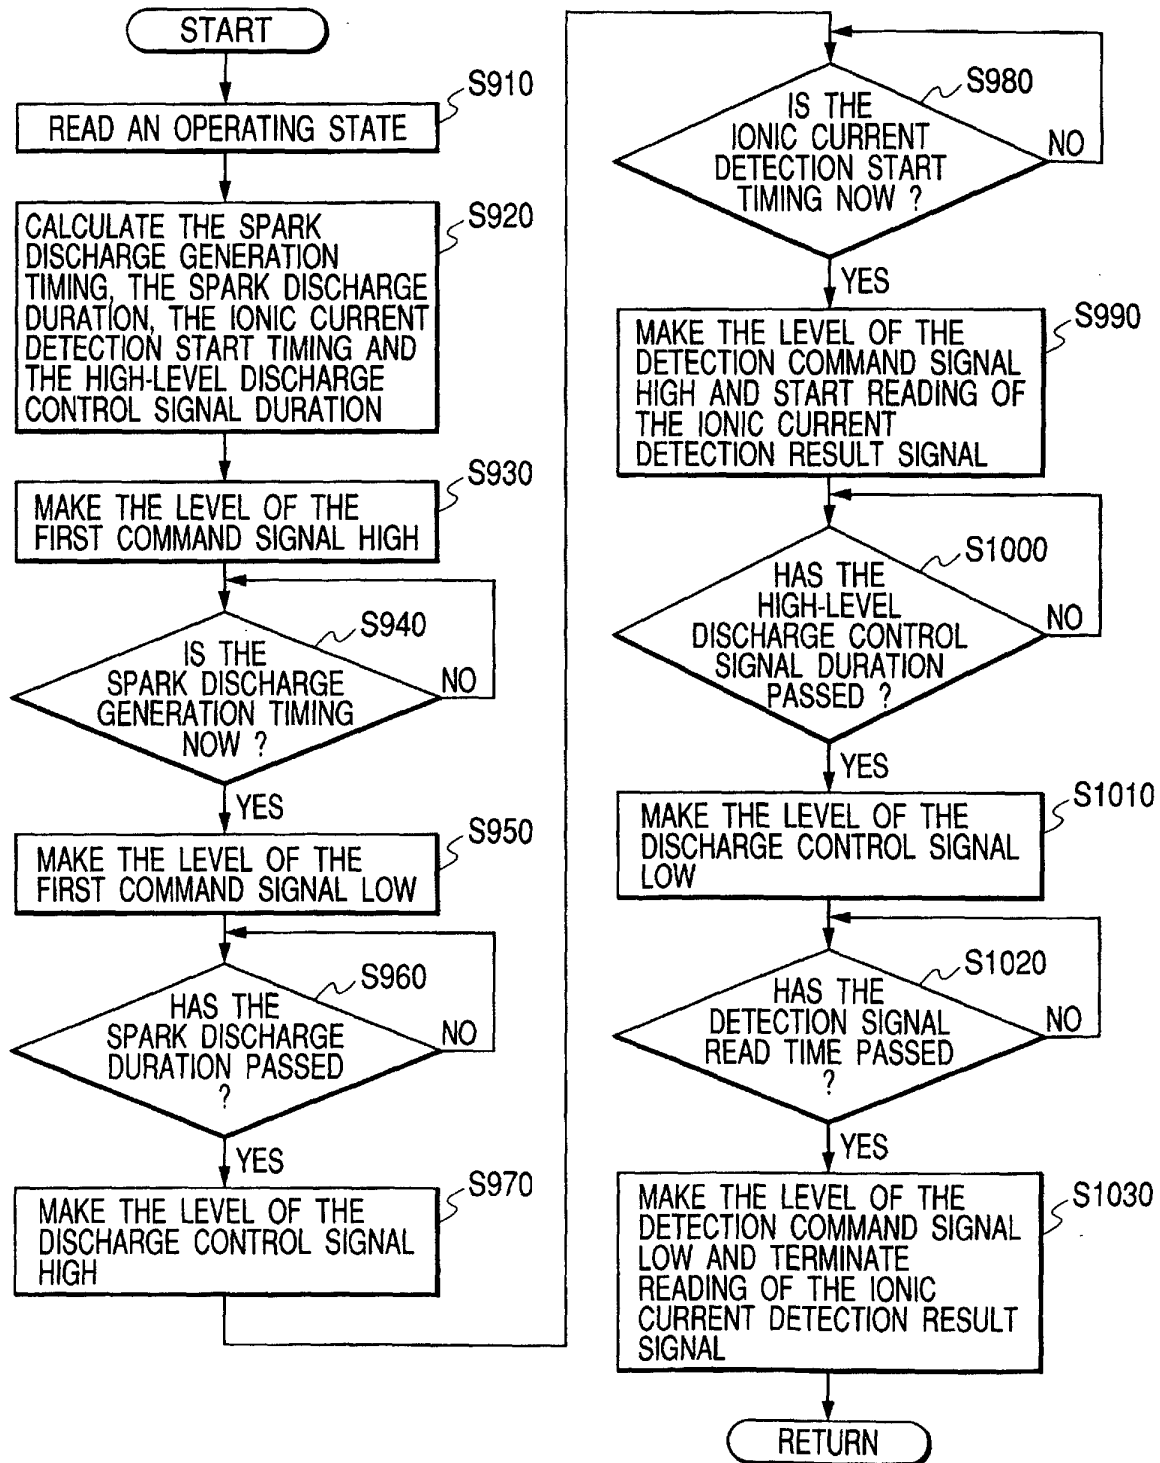 START
S910
READ AN OPERATING STATE
S920
CALCULATE THE SPARK
DISCHARGE GENERATION
TIMING, THE SPARK DISCHARGE
DURATION, THE IONIC CURRENT
DETECTION START TIMING AND
THE HIGH-LEVEL DISCHARGE
CONTROL SIGNAL DURATION
S930
MAKE THE LEVEL OF THE
FIRST COMMAND SIGNAL HIGH
S940
IS THE
SPARK DISCHARGE
GENERATION TIMING
NOW ?
NO
YES
S950
MAKE THE LEVEL OF THE
FIRST COMMAND SIGNAL LOW
S960
HAS THE
SPARK DISCHARGE
DURATION PASSED
?
NO
YES
S970
MAKE THE LEVEL OF THE
DISCHARGE CONTROL SIGNAL
HIGH
S980
IS THE
IONIC CURRENT
DETECTION START
TIMING NOW ?
NO
YES
S990
MAKE THE LEVEL OF THE
DETECTION COMMAND SIGNAL
HIGH AND START READING OF
THE IONIC CURRENT
DETECTION RESULT SIGNAL
S1000
HAS THE
HIGH-LEVEL
DISCHARGE CONTROL
SIGNAL DURATION
PASSED ?
NO
YES
S1010
MAKE THE LEVEL OF THE
DISCHARGE CONTROL SIGNAL
LOW
S1020
HAS THE
DETECTION SIGNAL
READ TIME PASSED
?
NO
YES
S1030
MAKE THE LEVEL OF THE
DETECTION COMMAND SIGNAL
LOW AND TERMINATE
READING OF THE IONIC
CURRENT DETECTION RESULT
SIGNAL
RETURN